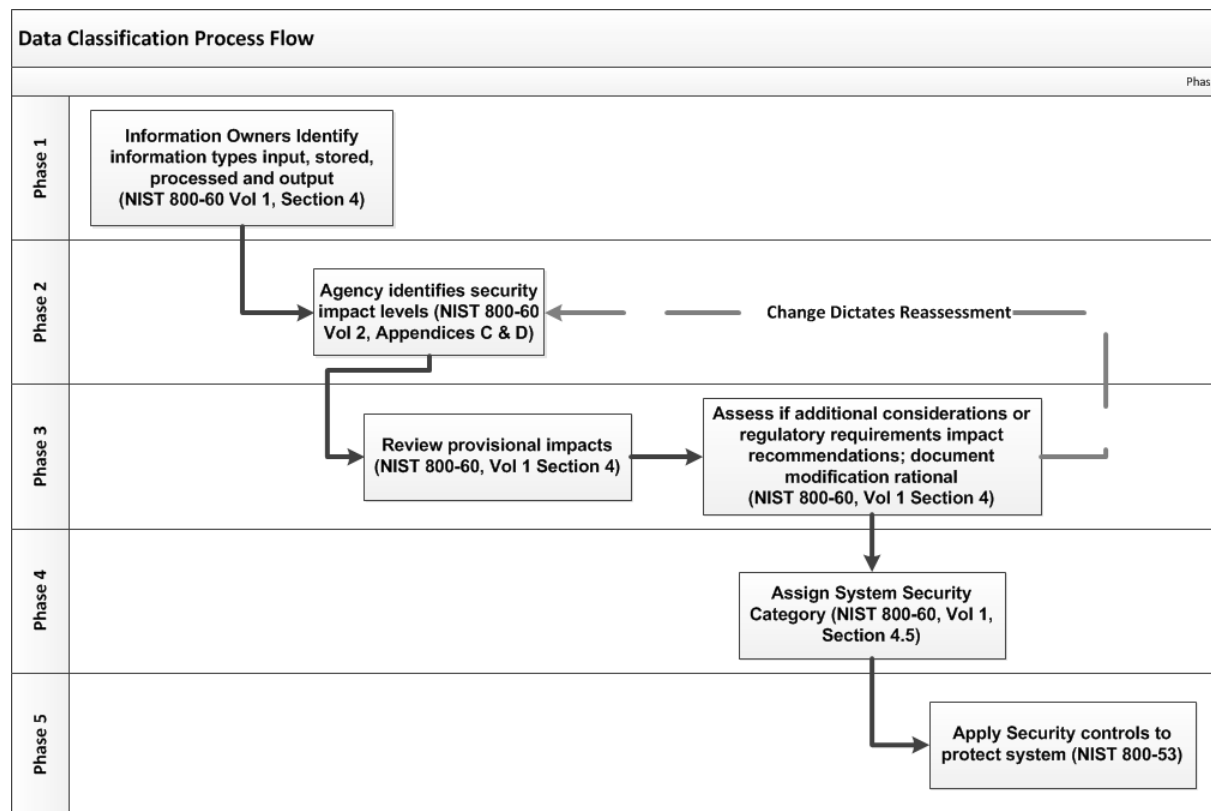 Data Classification Process Flow
Phas
Phase 1
Information Owners Identify
information types input, stored,
processed and output
(NIST 800-60 Vol 1, Section 4)
Phase 2
Agency identifies security
impact levels (NIST 800-60
Vol 2, Appendices C & D)
Change Dictates Reassessment
Phase 3
Review provisional impacts
(NIST 800-60, Vol 1 Section 4)
Assess if additional considerations or
regulatory requirements impact
recommendations; document
modification rational
(NIST 800-60, Vol 1 Section 4)
Phase 4
Assign System Security
Category (NIST 800-60, Vol 1,
Section 4.5)
Phase 5
Apply Security controls to
protect system (NIST 800-53)